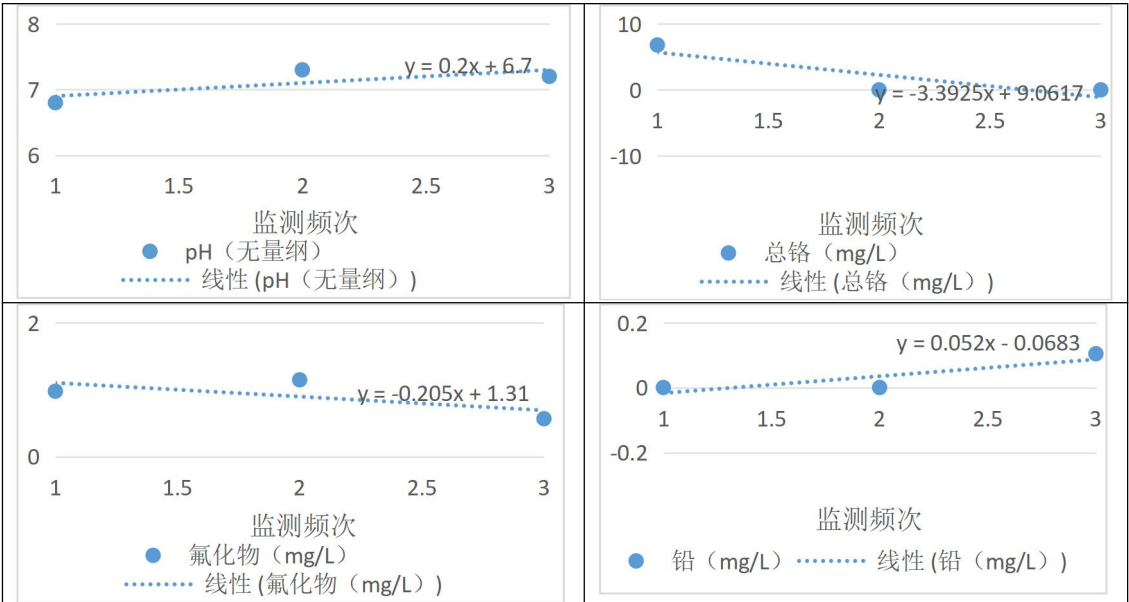 8
7
6
y = 0.2x + 6.7
1 1.5 2 2.5 3
监测频次
pH（无量纲）
线性 (pH（无量纲）)
10
0
-10
y = -3.3925x + 9.0617
1 1.5 2 2.5 3
监测频次
总铬（mg/L）
线性 (总铬（mg/L）)
2
0
y = -0.205x + 1.31
1 1.5 2 2.5 3
监测频次
氟化物（mg/L）
线性 (氟化物（mg/L）)
0.2
0
-0.2
y = 0.052x - 0.0683
1 1.5 2 2.5 3
监测频次
铅（mg/L） 线性 (铅（mg/L）)